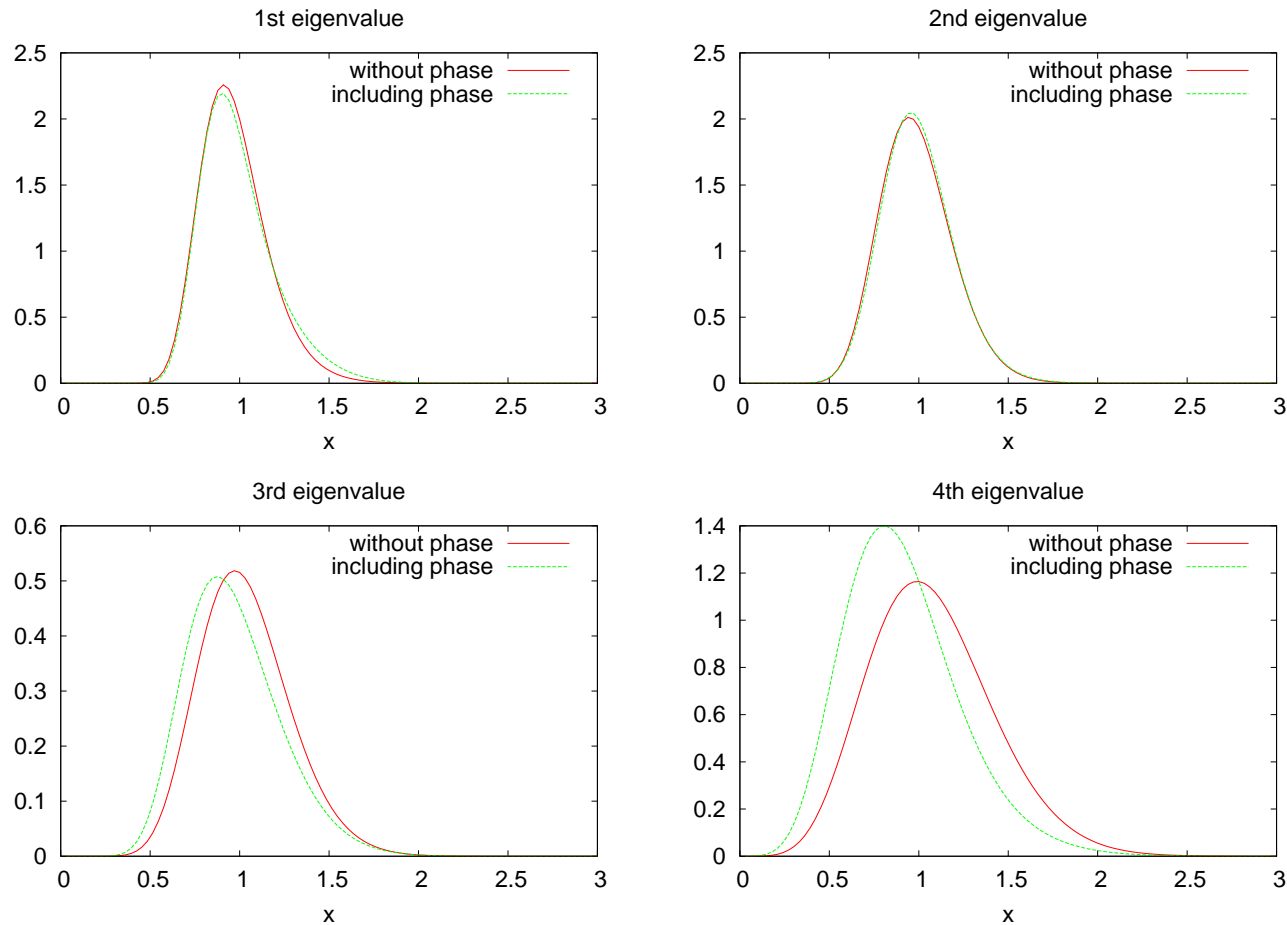 1st eigenvalue
2.5
2
1.5
1
0.5
0
without phase
including phase
0 0.5 1 1.5 2 2.5 3
x
2nd eigenvalue
2.5
2
1.5
1
0.5
0
without phase
including phase
0 0.5 1 1.5 2 2.5 3
x
3rd eigenvalue
0.6
0.5
0.4
0.3
0.2
0.1
0
without phase
including phase
0 0.5 1 1.5 2 2.5 3
x
4th eigenvalue
1.4
1.2
1
0.8
0.6
0.4
0.2
0
without phase
including phase
0 0.5 1 1.5 2 2.5 3
x